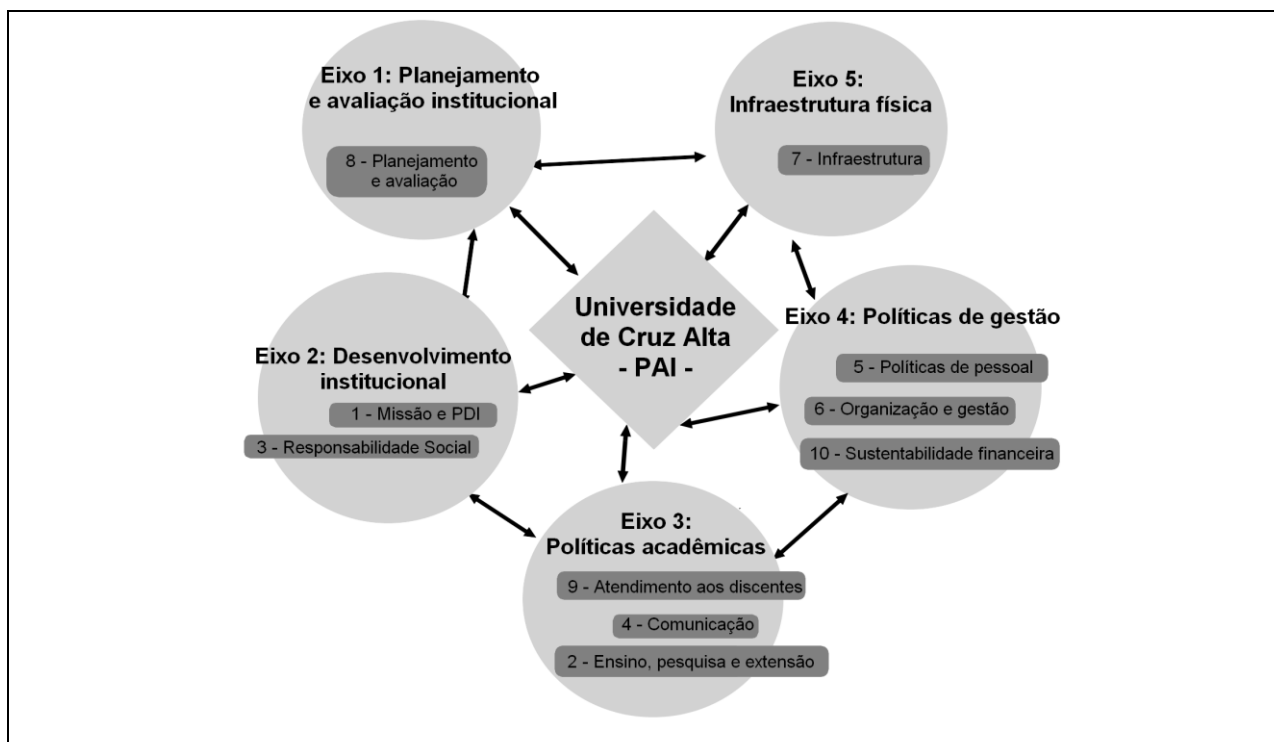 Eixo 1: Planejamento
e avaliação institucional
8 - Planejamento
e avaliação
Eixo 5:
Infraestrutura física
7 - Infraestrutura
Universidade
de Cruz Alta
- PAI -
Eixo 2: Desenvolvimento
institucional
1 - Missão e PDI
3 - Responsabilidade Social
Eixo 4: Políticas de gestão
5 - Políticas de pessoal
6 - Organização e gestão
10 - Sustentabilidade financeira
Eixo 3:
Políticas acadêmicas
9 - Atendimento aos discentes
4 - Comunicação
2 - Ensino, pesquisa e extensão